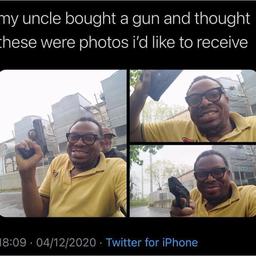 my uncle bought a gun and thought
these were photos i'd like to receive
18:09 · 04/12/2020 · Twitter for iPhone